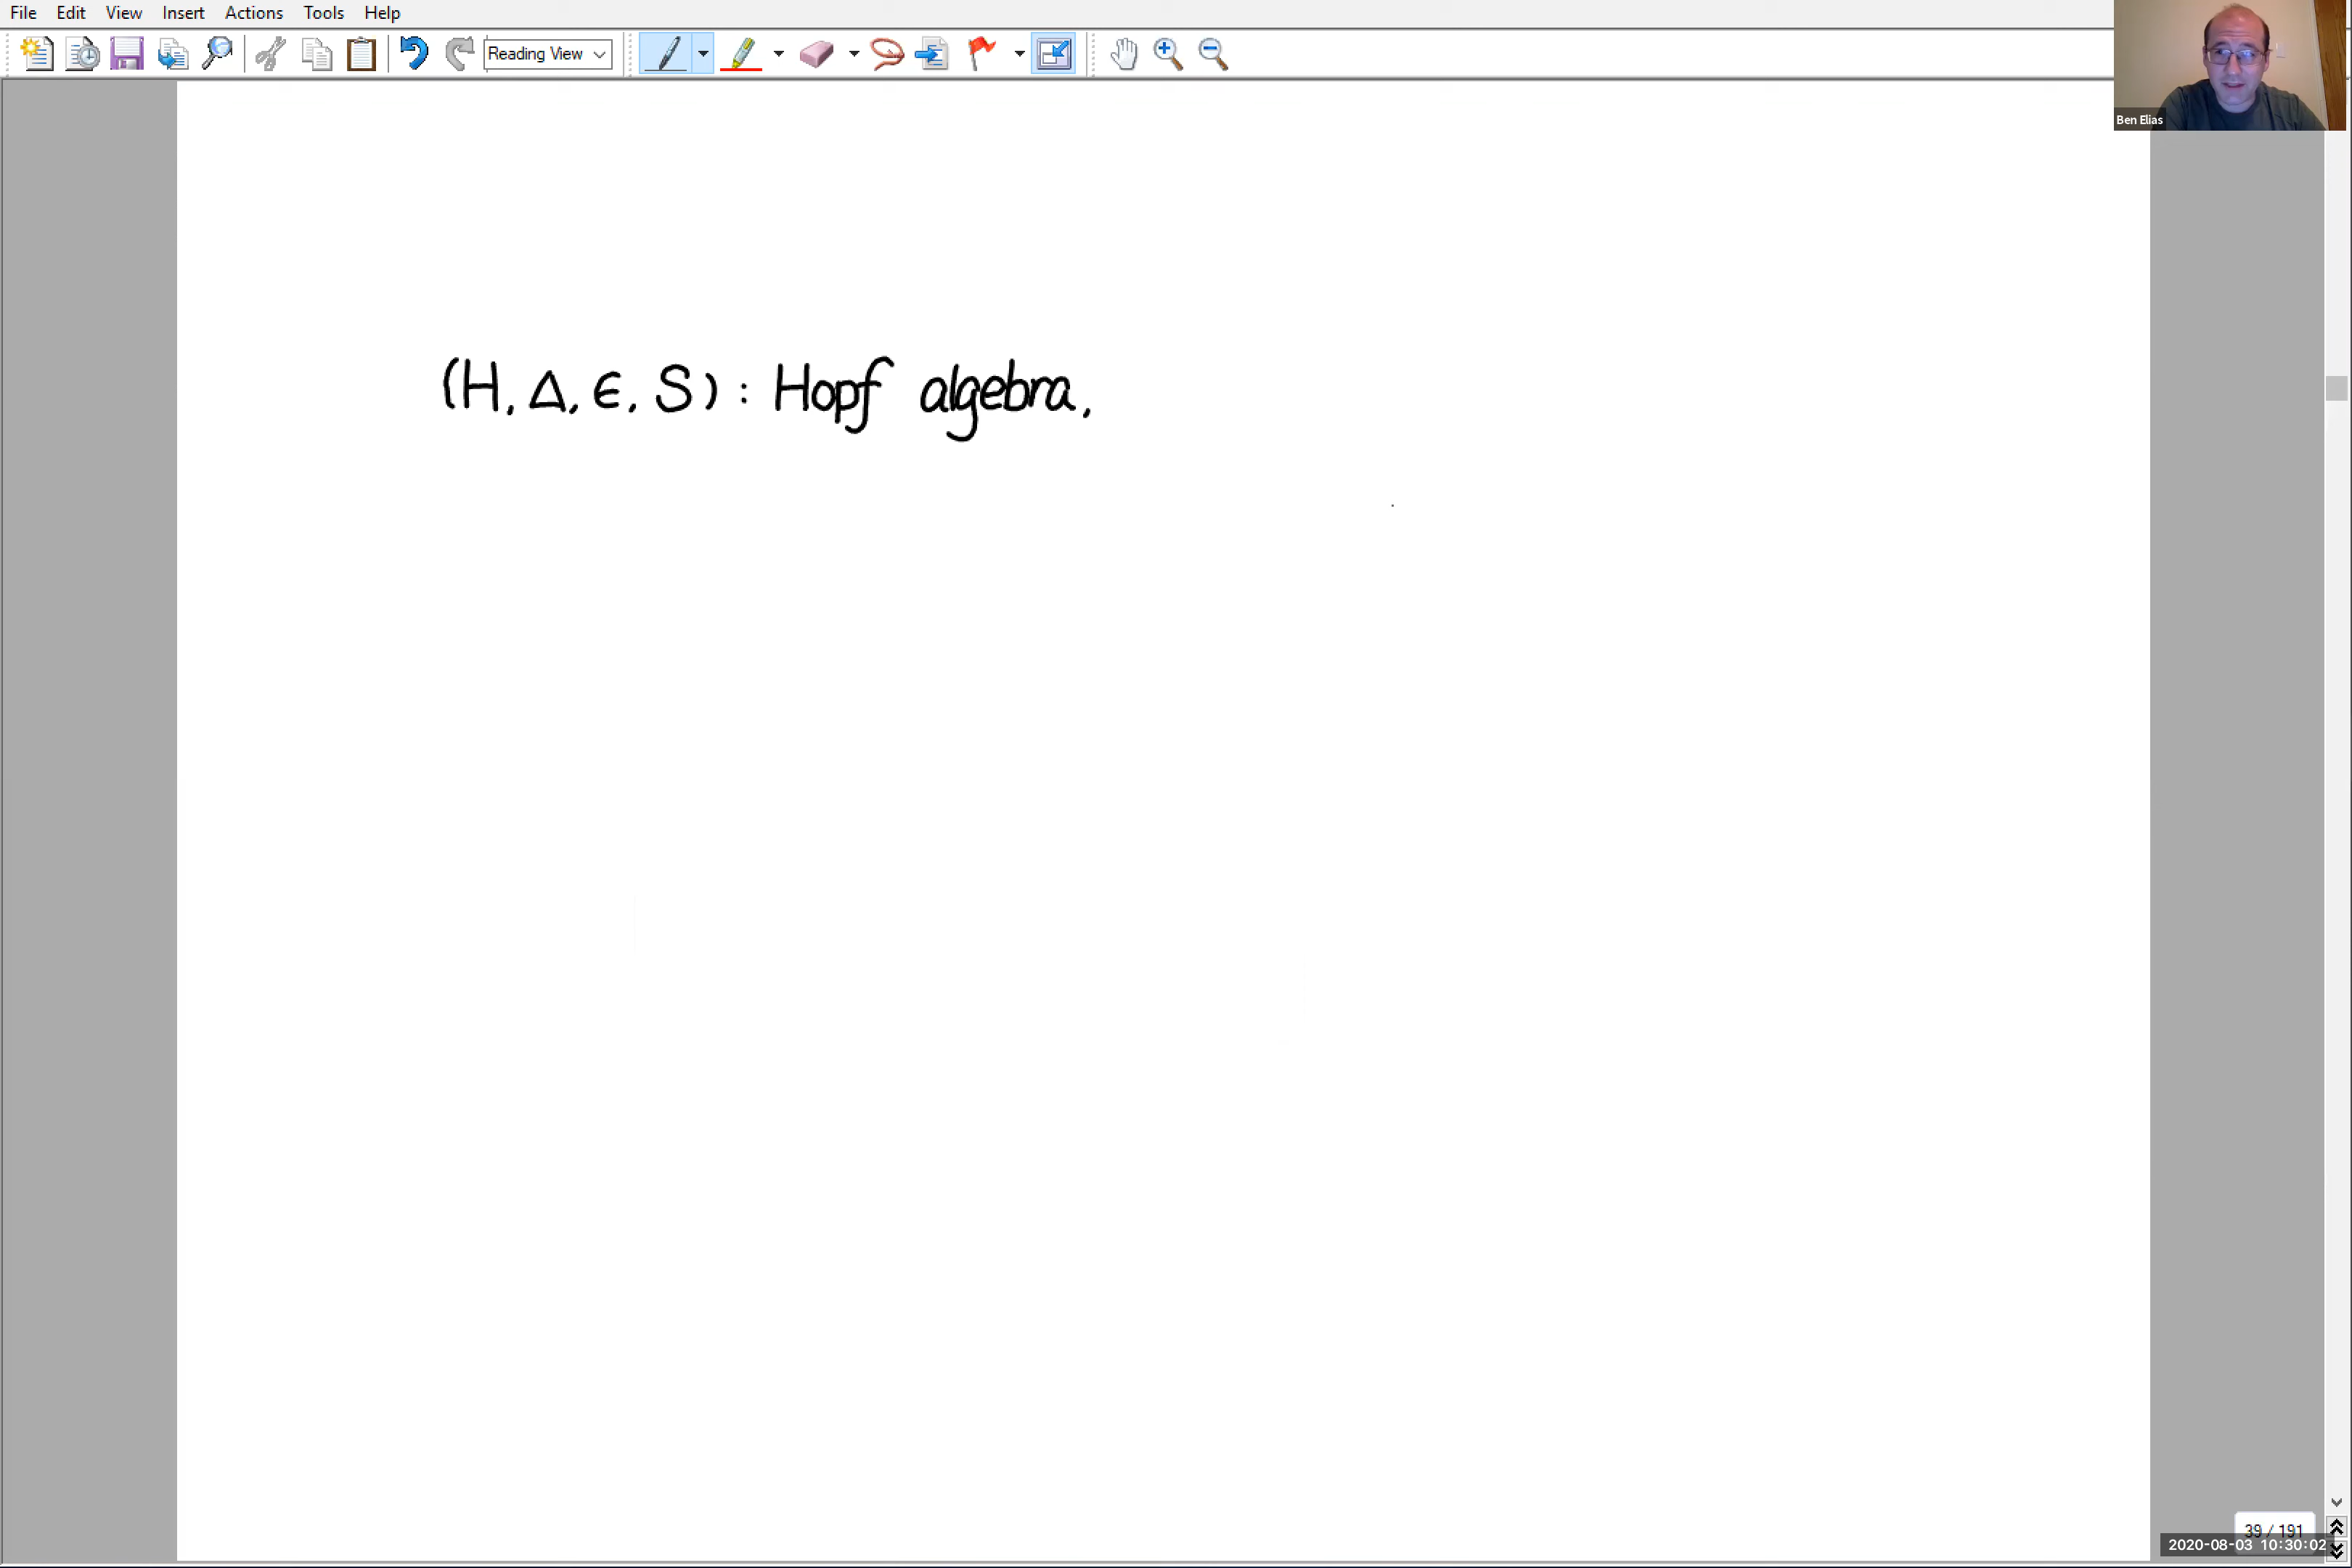 File Edit View Insert Actions Tools Help
Reading View
Ben Elias
(H, Δ, ϵ, S) : Hopf algebra,
39 / 191
2020-08-03 10:30:02